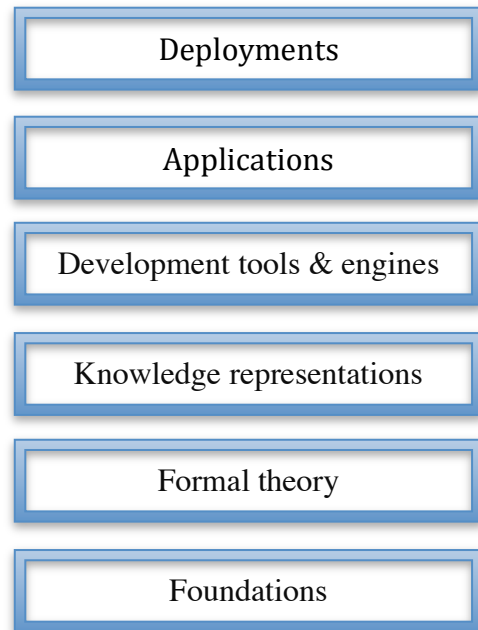 Deployments
Applications
Development tools & engines
Knowledge representations
Formal theory
Foundations